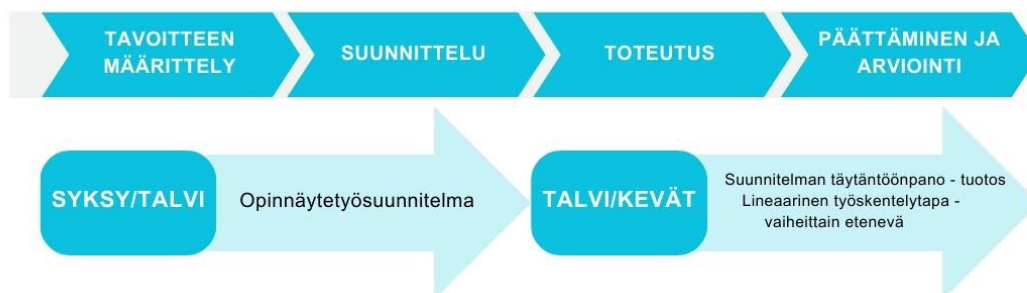 TAVOITTEEN
MÄÄRITTELY
SUUNNITTELU
TOTEUTUS
PÄÄTTÄMINEN JA
ARVIOINTI
SYKSY/TALVI
Opinnäytetyösuunnitelma
TALVI/KEVÄT
Suunnitelman täytäntöönpano - tuotos
Lineaarinen työskentelytapa -
vaiheittain etenevä